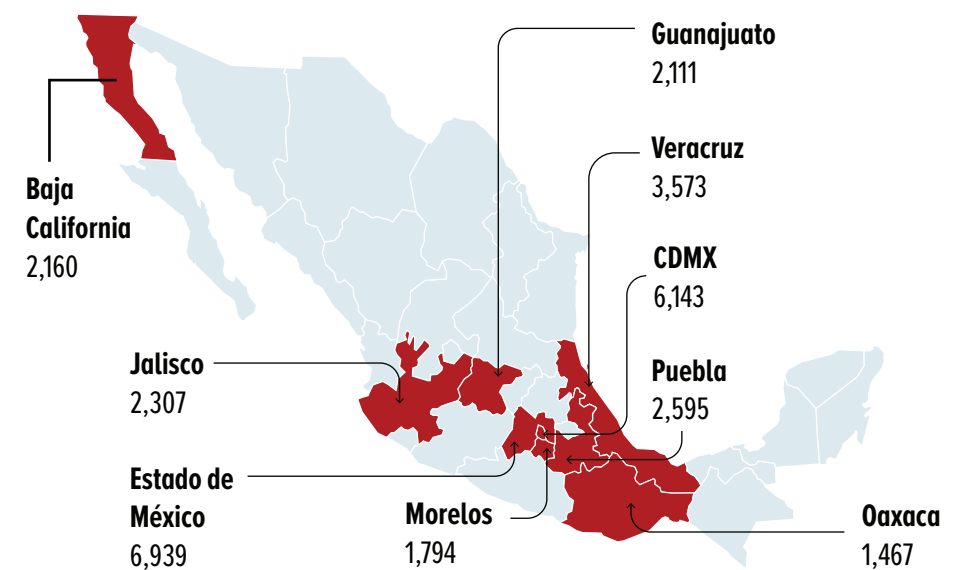 Guanajuato
2,111
Veracruz
3,573
Baja
California
2,160
CDMX
6,143
Jalisco
2,307
Puebla
2,595
Estado de
México
6,939
Morelos
1,794
Oaxaca
1,467